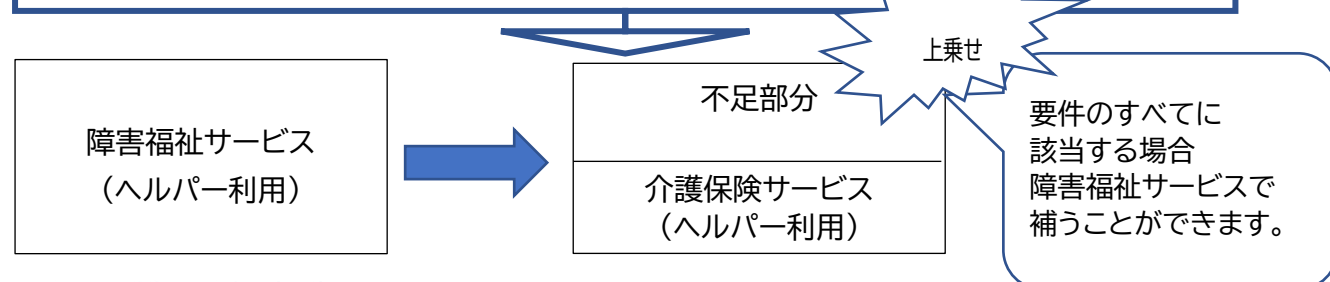 上乗せ
障害福祉サービス
（ヘルパー利用）
不足部分
介護保険サービス
（ヘルパー利用）
要件のすべてに
該当する場合
障害福祉サービスで
補うことができます。